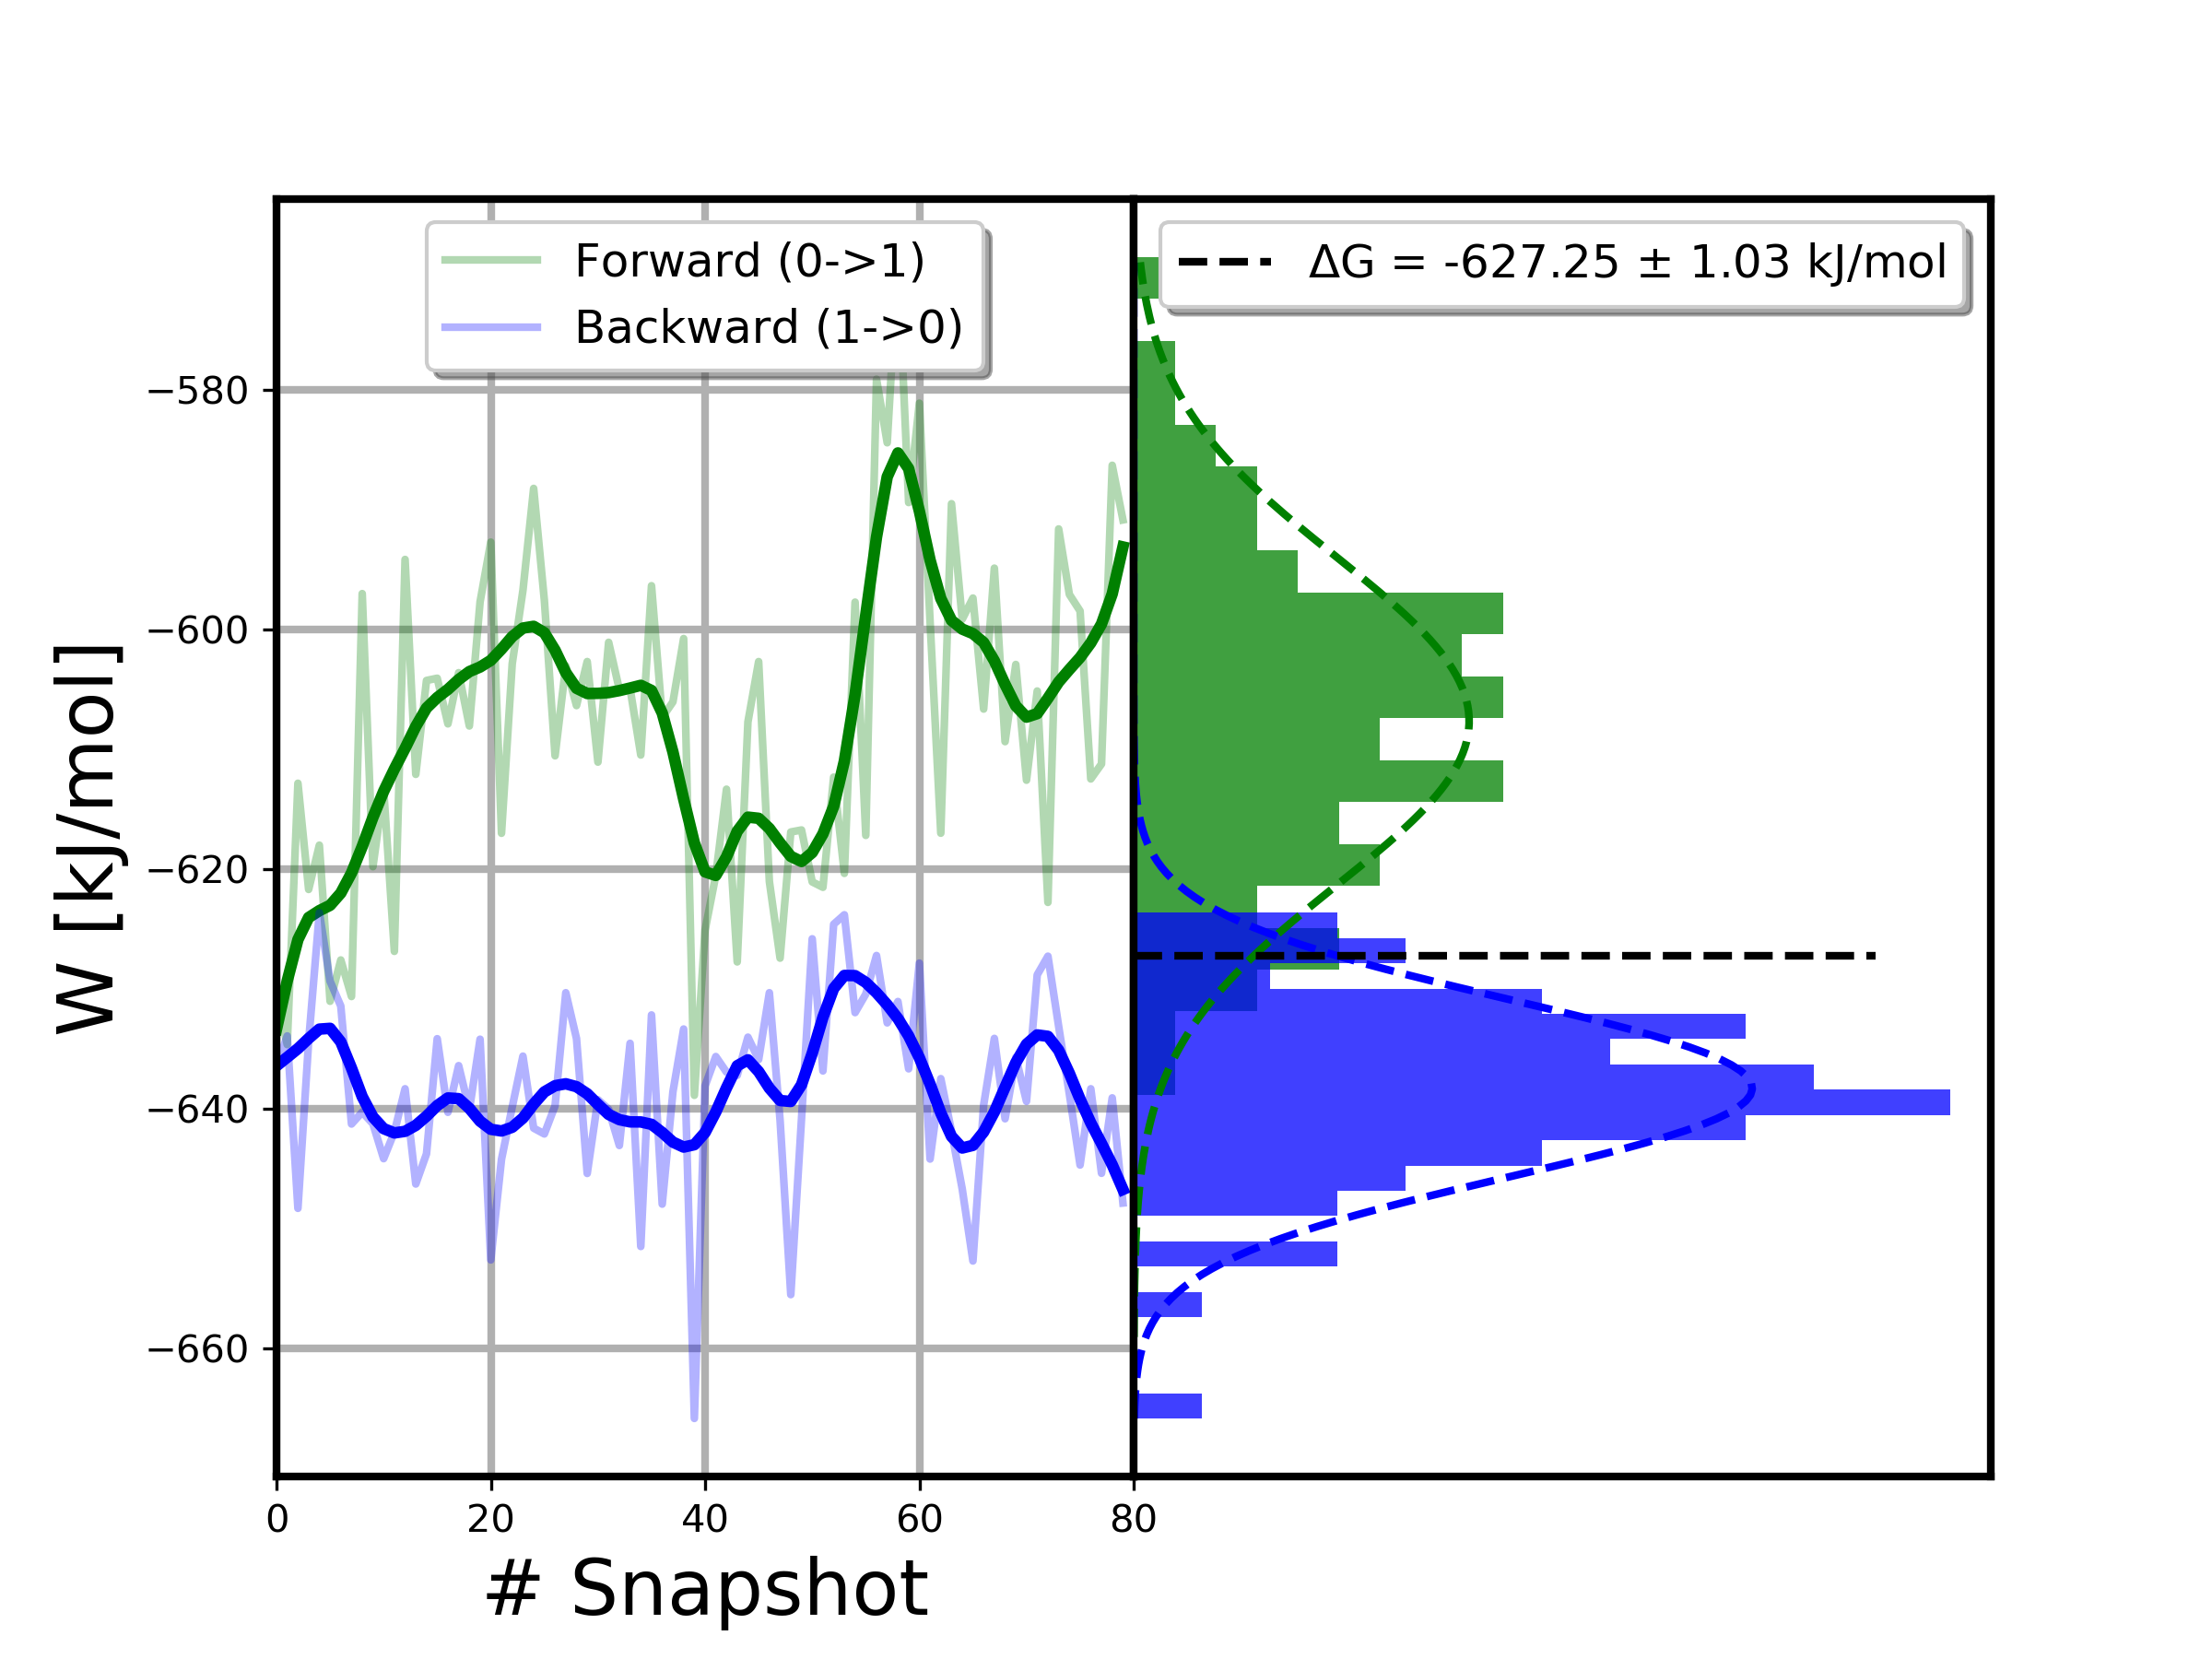 Forward (0->1)
Backward (1->0)
ΔG = -627.25 ± 1.03 kJ/mol
W [kJ/mol]
−580
−600
−620
−640
−660
0 20 40 60 80
# Snapshot